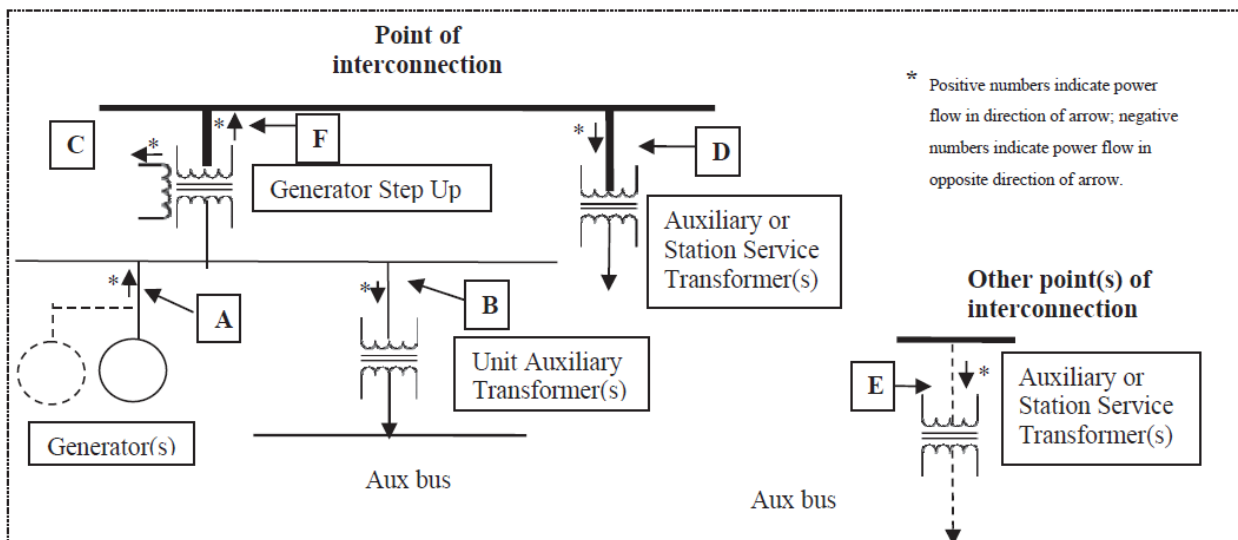 Point of
interconnection
* Positive numbers indicate power
flow in direction of arrow; negative
numbers indicate power flow in
opposite direction of arrow.
C
*
*
F
*
D
Generator Step Up
Auxiliary or
Station Service
Transformer(s)
*
A
*
B
Unit Auxiliary
Transformer(s)
Other point(s) of
interconnection
E
*
Auxiliary or
Station Service
Transformer(s)
Generator(s)
Aux bus
Aux bus